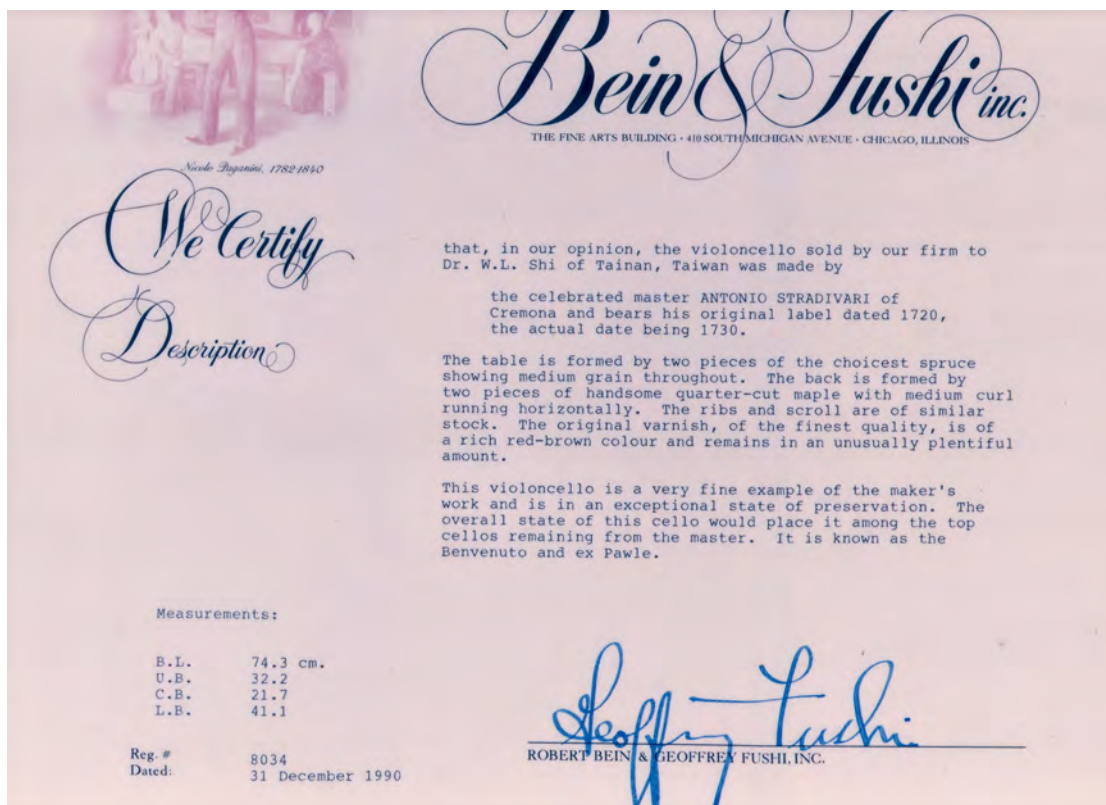 Bein & Fushi inc.
THE FINE ARTS BUILDING · 410 SOUTH MICHIGAN AVENUE · CHICAGO, ILLINOIS
Nicolo Paganini, 1782-1840
We Certify
that, in our opinion, the violoncello sold by our firm to
Dr. W.L. Shi of Tainan, Taiwan was made by
the celebrated master ANTONIO STRADIVARI of
Cremona and bears his original label dated 1720,
the actual date being 1730.
Description
The table is formed by two pieces of the choicest spruce
showing medium grain throughout. The back is formed by
two pieces of handsome quarter-cut maple with medium curl
running horizontally. The ribs and scroll are of similar
stock. The original varnish, of the finest quality, is of
a rich red-brown colour and remains in an unusually plentiful
amount.
This violoncello is a very fine example of the maker's
work and is in an exceptional state of preservation. The
overall state of this cello would place it among the top
cellos remaining from the master. It is known as the
Benvenuto and ex Pawle.
Measurements:
B.L. 74.3 cm.
U.B. 32.2
C.B. 21.7
L.B. 41.1
Geoffrey Fushi
ROBERT BEIN & GEOFFREY FUSHI, INC.
Reg. # 8034
Dated: 31 December 1990